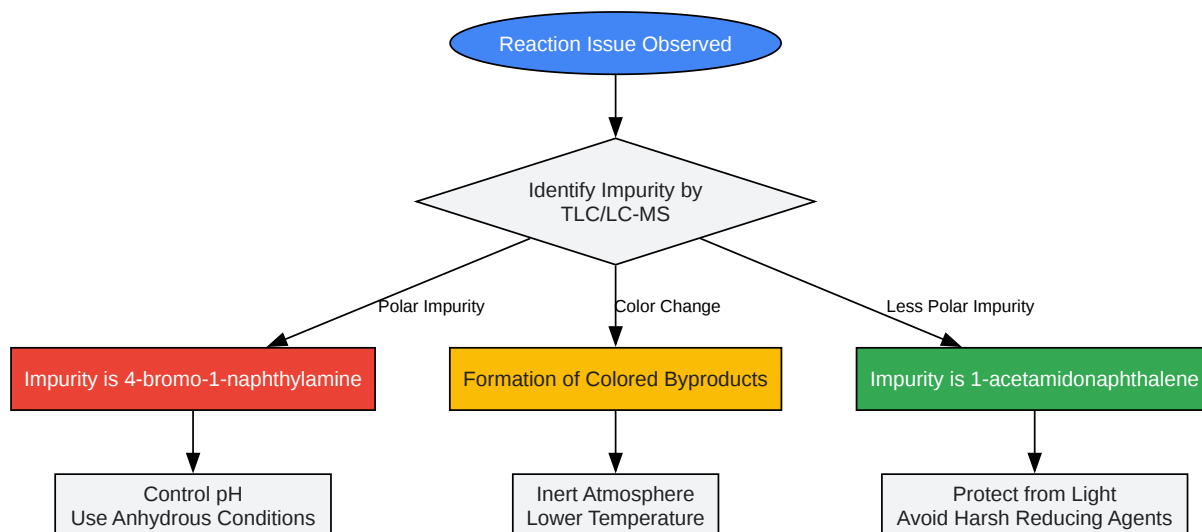 Reaction Issue Observed
Identify Impurity by
TLC/LC-MS
Polar Impurity
Color Change
Less Polar Impurity
Impurity is 4-bromo-1-naphthylamine
Formation of Colored Byproducts
Impurity is 1-acetamidonaphthalene
Control pH
Use Anhydrous Conditions
Inert Atmosphere
Lower Temperature
Protect from Light
Avoid Harsh Reducing Agents